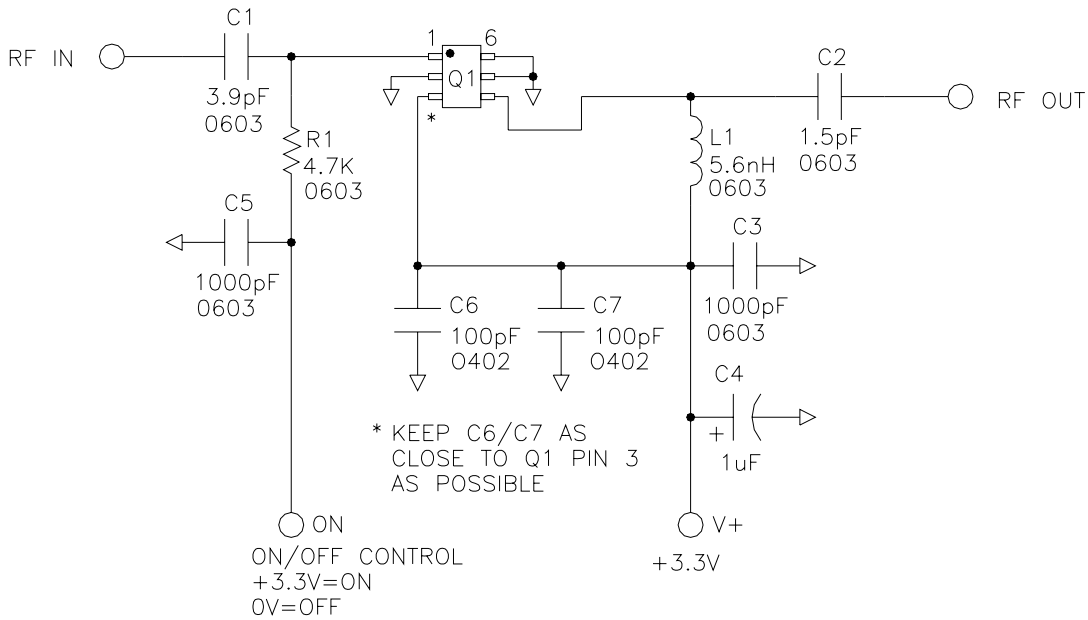 C1
RF IN
3.9pF
0603
1
6
Q1
*
C2
RF OUT
1.5pF
0603
R1
4.7K
0603
L1
5.6nH
0603
C5
1000pF
0603
C3
1000pF
0603
C6
100pF
0402
C7
100pF
0402
C4
+
1uF
* KEEP C6/C7 AS
CLOSE TO Q1 PIN 3
AS POSSIBLE
ON
ON/OFF CONTROL
+3.3V=ON
0V=OFF
V+
+3.3V